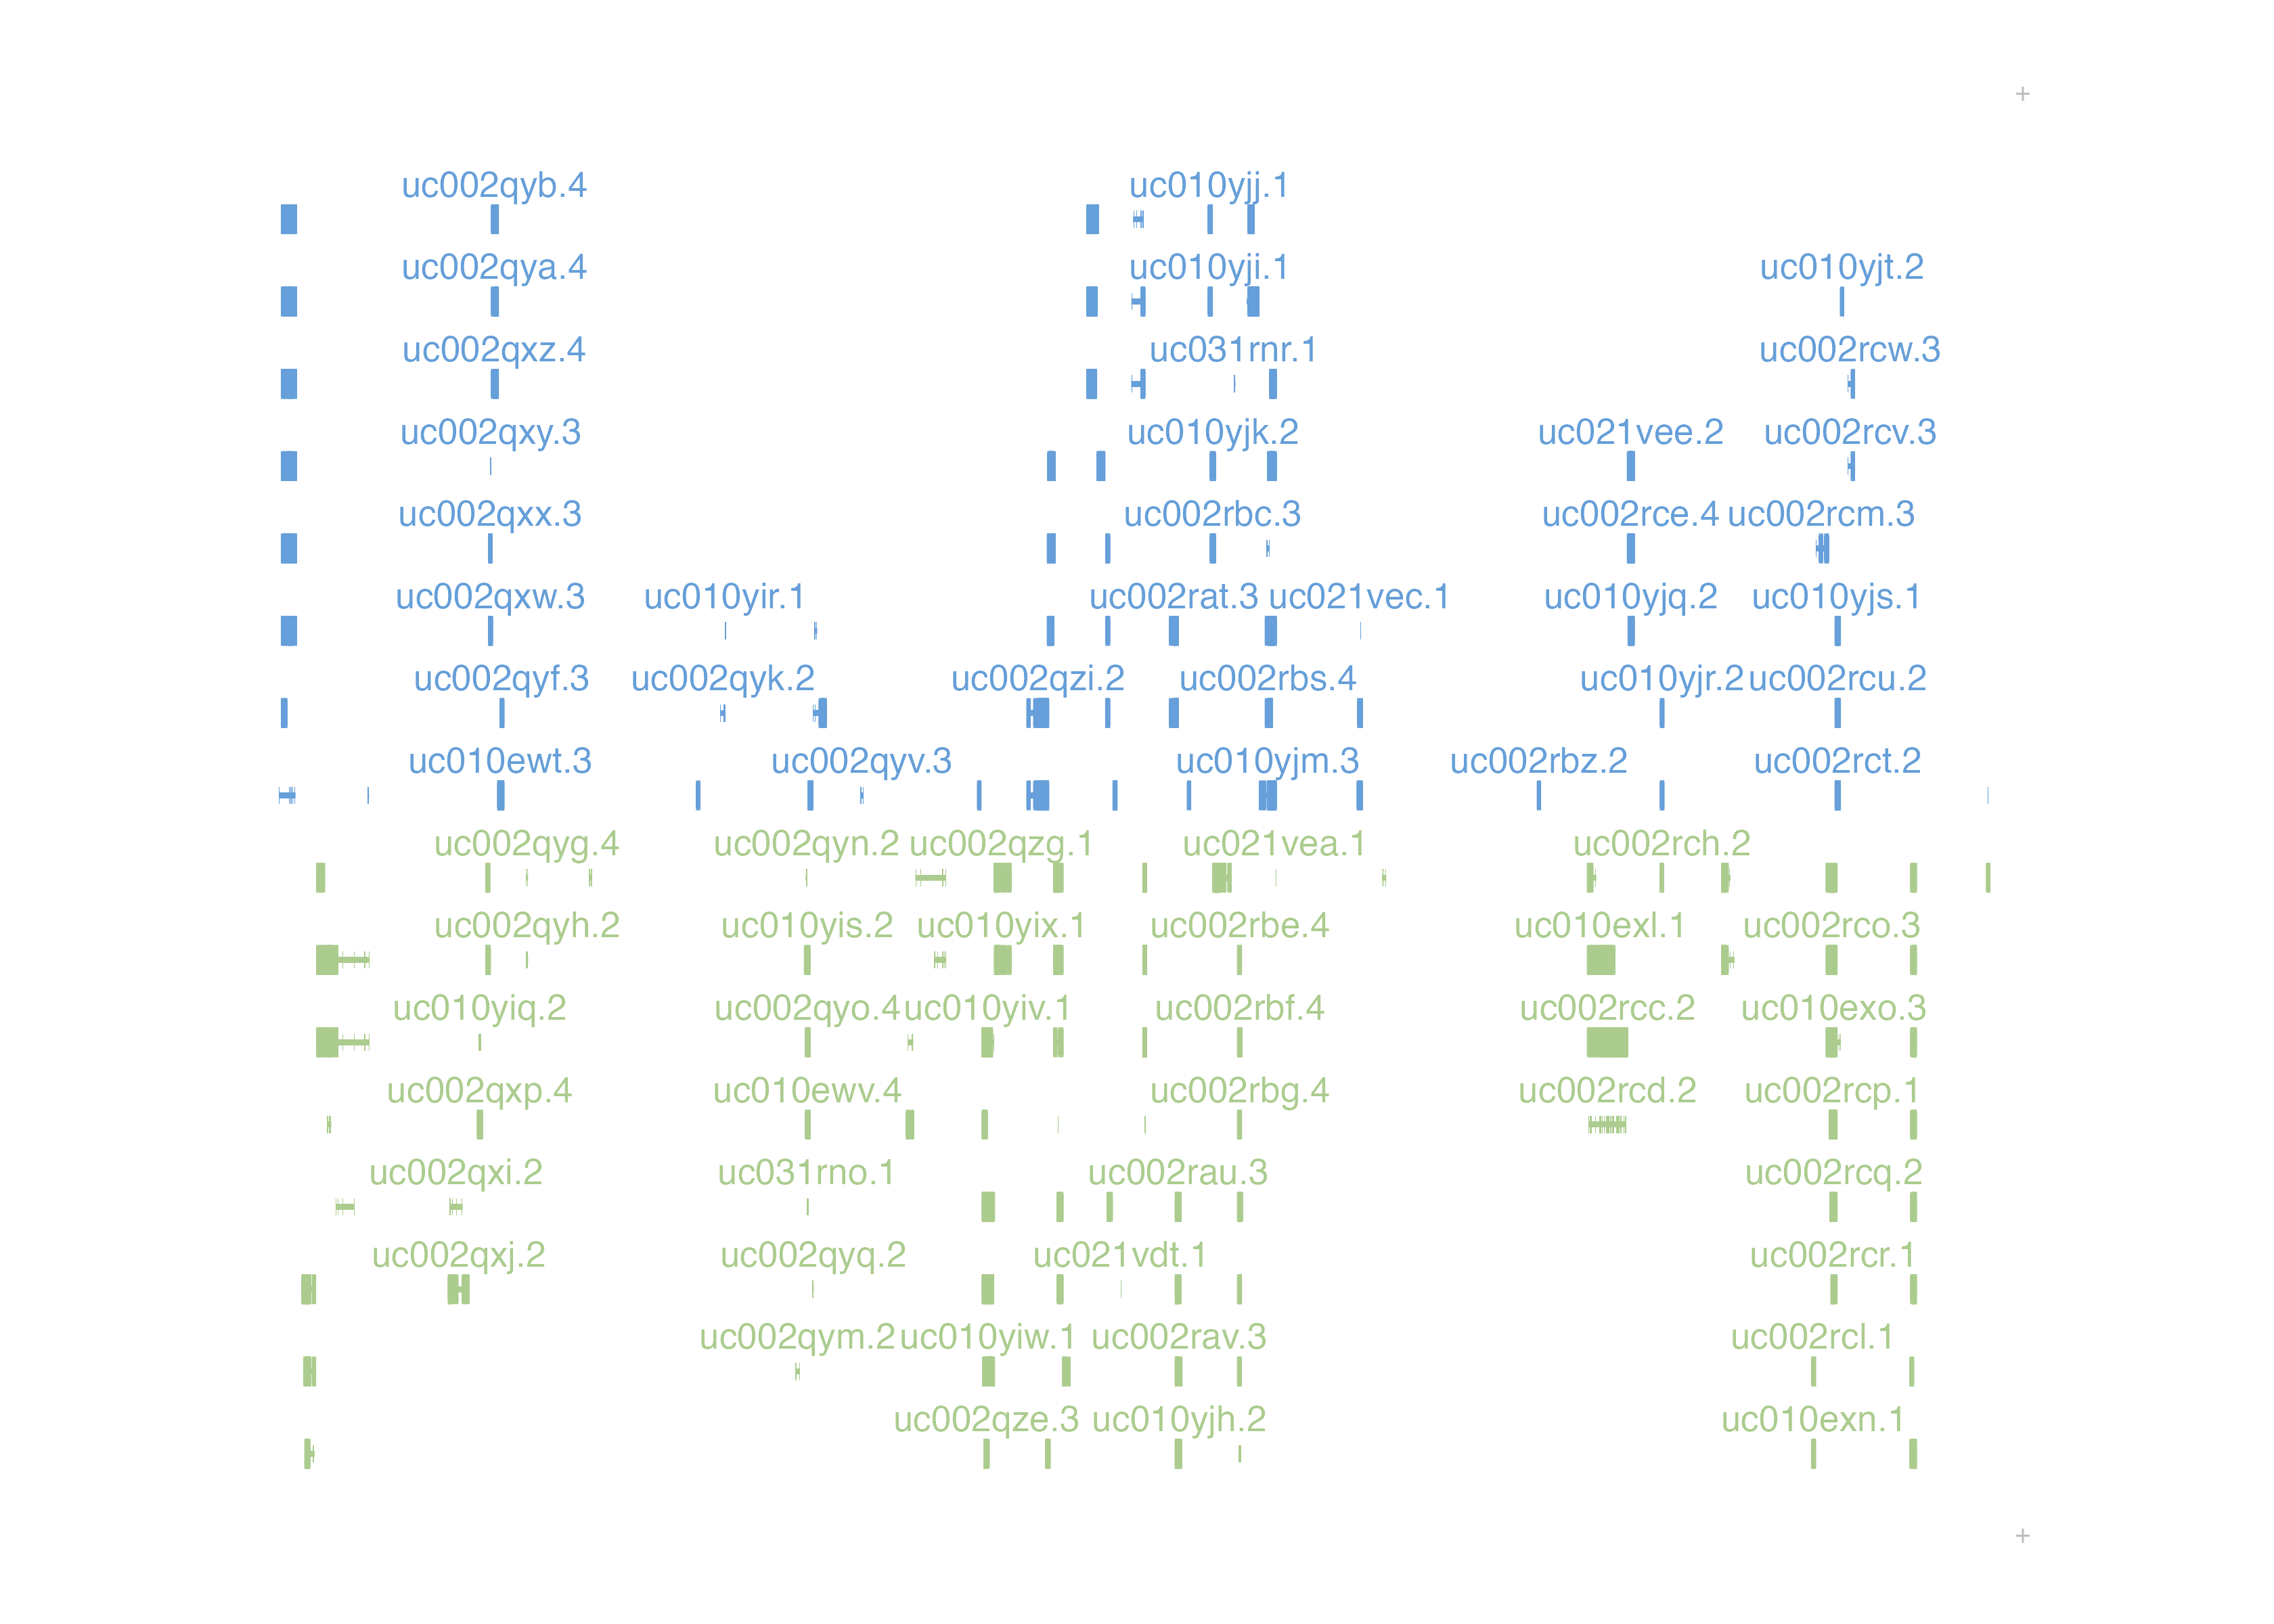 +
uc002qyb.4 uc010yjj.1
uc002qya.4 uc010yji.1 uc010yjt.2
uc002qxz.4 uc031rnr.1 uc002rcw.3
uc002qxy.3 uc010yjk.2 uc021vee.2 uc002rcv.3
uc002qxx.3 uc002rbc.3 uc002rce.4 uc002rcm.3
uc002qxw.3 uc010yir.1 uc002rat.3 uc021vec.1 uc010yjq.2 uc010yjs.1
uc002qyf.3 uc002qyk.2 uc002qzi.2 uc002rbs.4 uc010yjr.2 uc002rcu.2
uc010ewt.3 uc002qyv.3 uc010yjm.3 uc002rbz.2 uc002rct.2
uc002qyg.4 uc002qyn.2 uc002qzg.1 uc021vea.1 uc002rch.2
uc002qyh.2 uc010yis.2 uc010yix.1 uc002rbe.4 uc010exl.1 uc002rco.3
uc010yiq.2 uc002qyo.4 uc010yiv.1 uc002rbf.4 uc002rcc.2 uc010exo.3
uc002qxp.4 uc010ewv.4 uc002rbg.4 uc002rcd.2 uc002rcp.1
uc002qxi.2 uc031rno.1 uc002rau.3 uc002rcq.2
uc002qxj.2 uc002qyq.2 uc021vdt.1 uc002rcr.1
uc002qym.2 uc010yiw.1 uc002rav.3 uc002rcl.1
uc002qze.3 uc010yjh.2 uc010exn.1
+